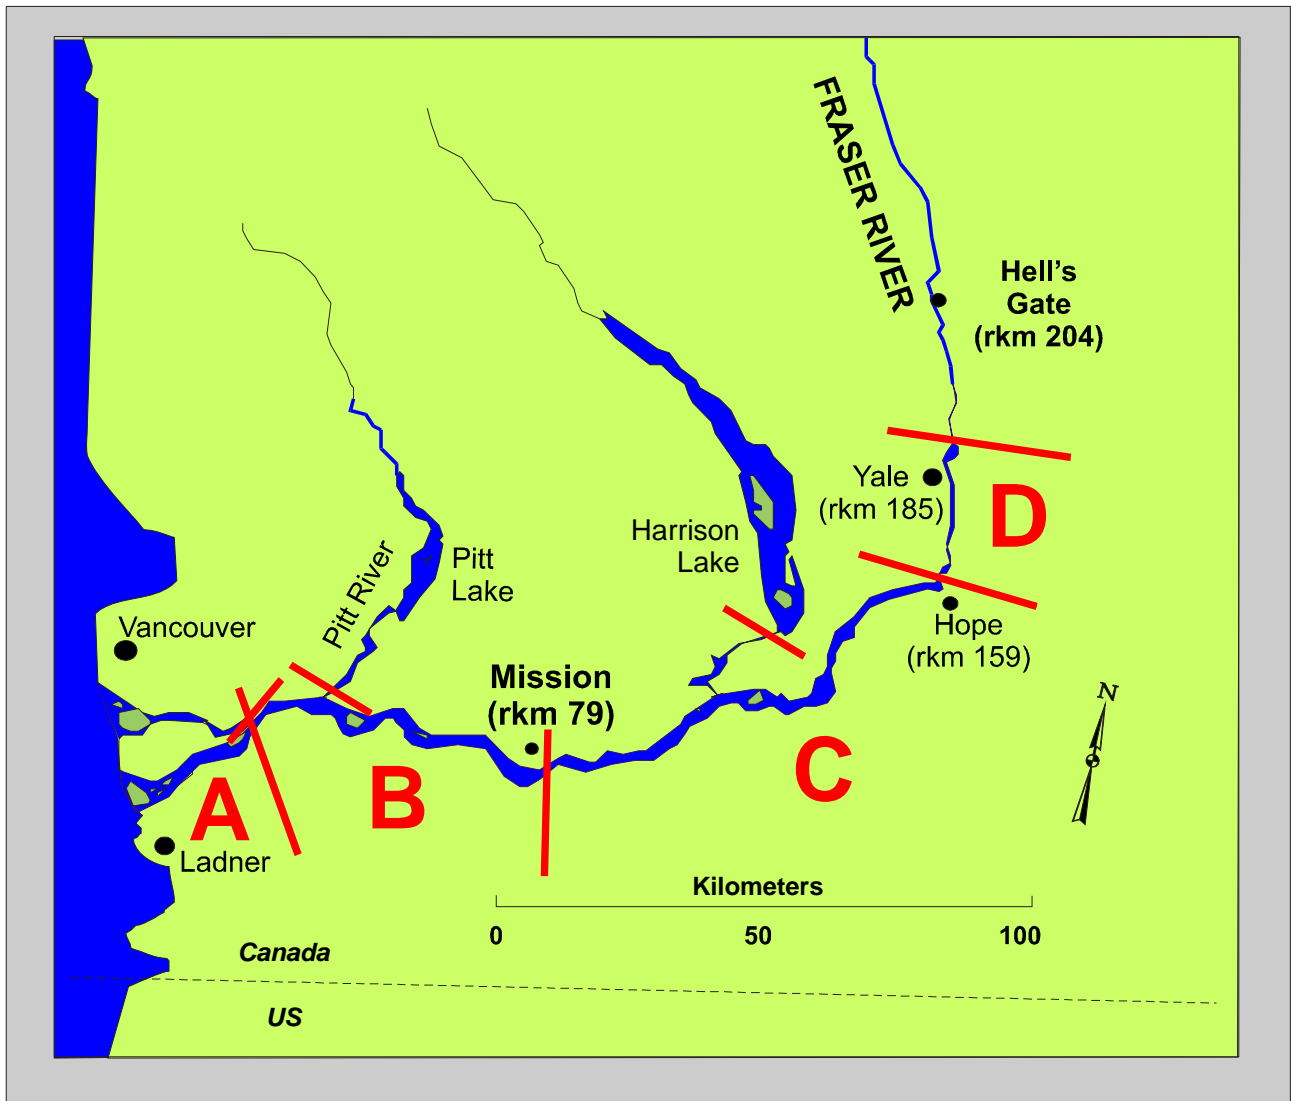 FRASER RIVER
Hell's
Gate
(rkm 204)
Yale
(rkm 185)
D
Harrison
Lake
Pitt
Lake
Pitt River
Vancouver
Hope
(rkm 159)
Mission
(rkm 79)
N
C
B
A
Ladner
Kilometers
0 50 100
Canada
US